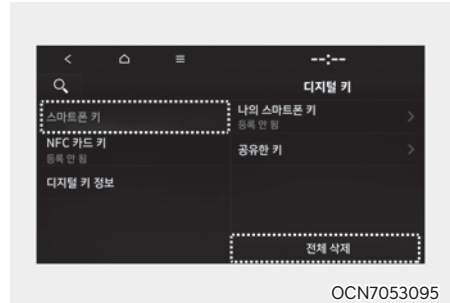 --:--
디지털 키
스마트폰 키
NFC 카드 키
등록 안 됨
디지털 키 정보
나의 스마트폰 키
등록 안 됨
공유한 키
전체 삭제
OCN7053095